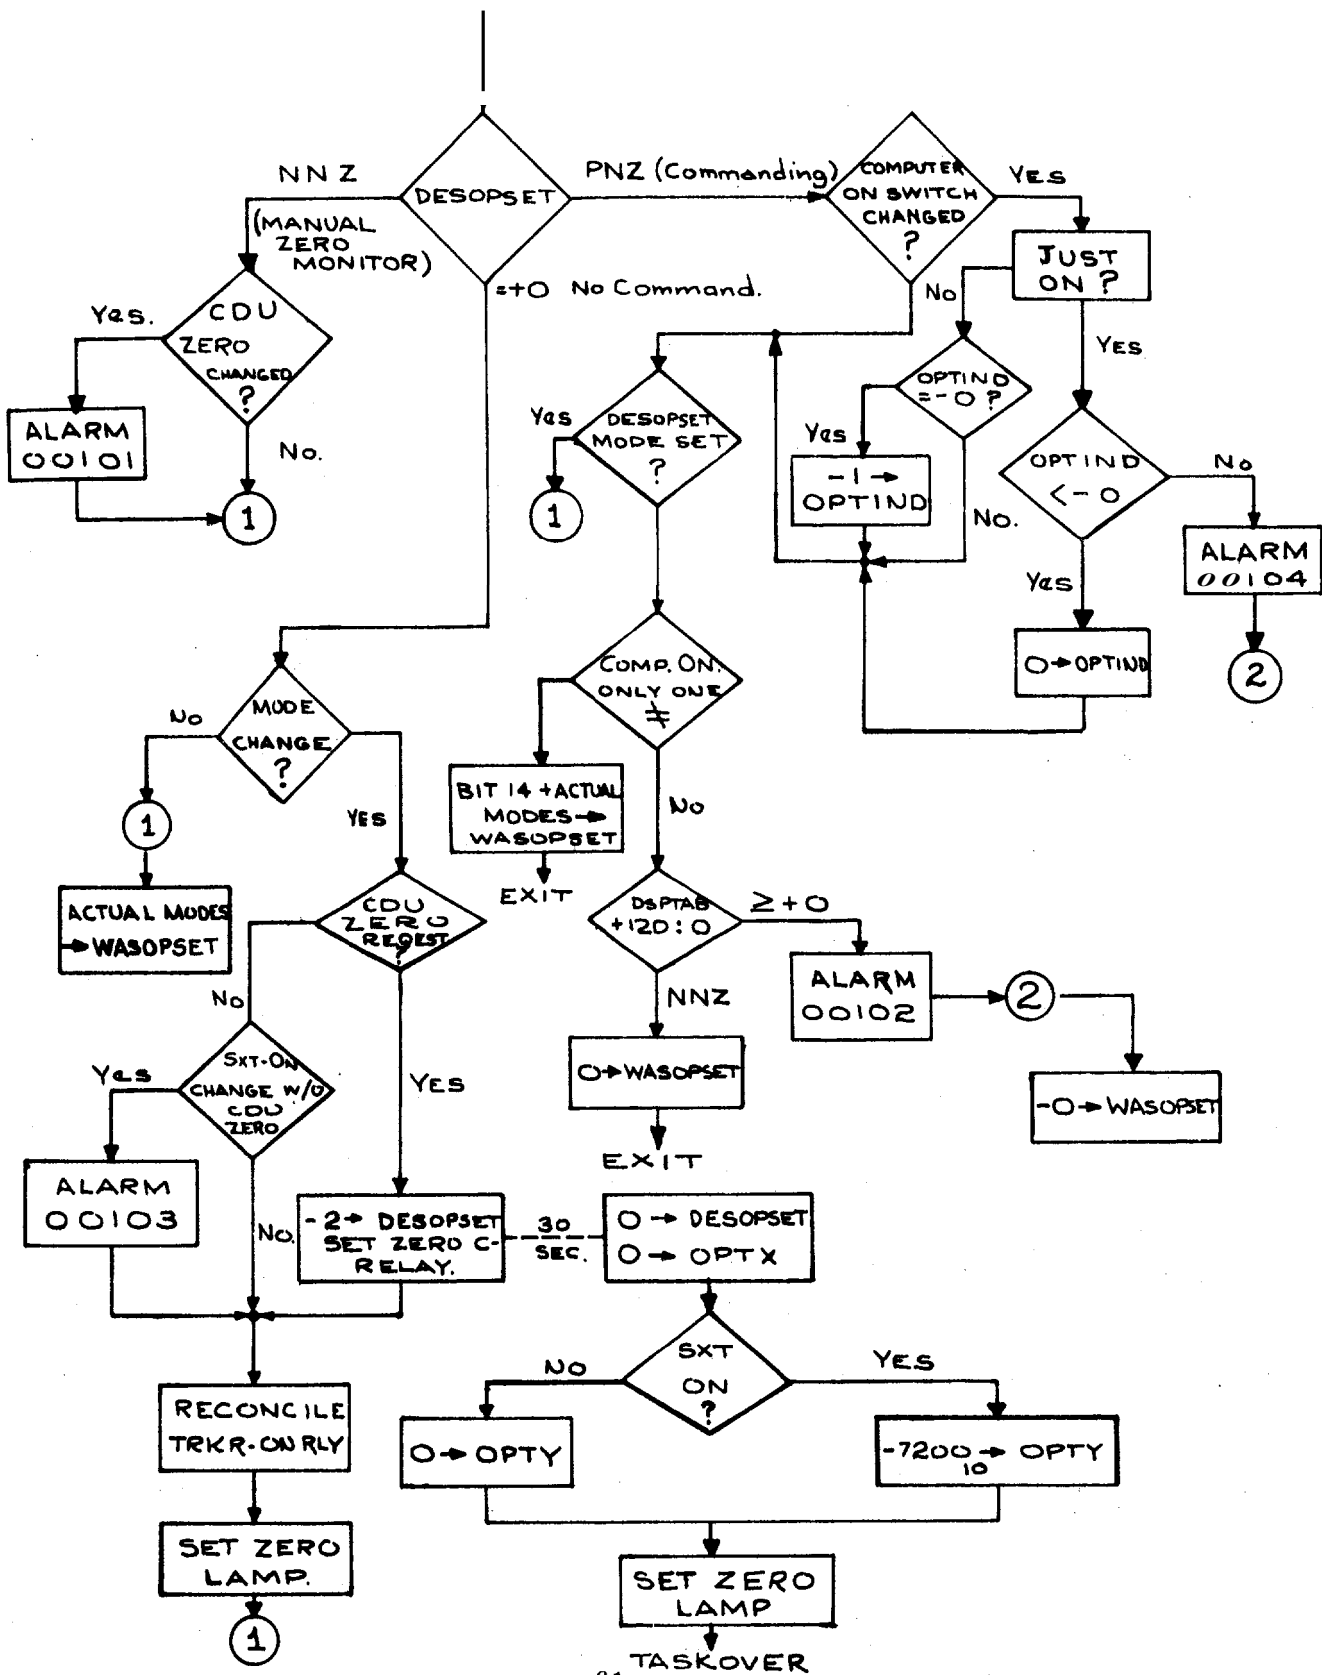 NNZ
(MANUAL
ZERO
MONITOR)
DESOPSET
PNZ (Commanding)
COMPUTER
ON SWITCH
CHANGED
?
YES
JUST
ON ?
=+0 No Command.
Yes.
CDU
ZERO
CHANGED
?
No.
ALARM
00101
1
No
OPTIND
=-0 ?
Yes
-1 →
OPTIND
No.
YES
OPTIND
<-0
No
ALARM
00104
2
Yes
0→OPTIND
Yes
DESOPSET
MODE SET
?
1
COMP. ON.
ONLY ONE
≠
BIT 14 + ACTUAL
MODES→
WASOPSET
EXIT
No
DSPTAB
+12D:0
≥+0
ALARM
00102
2
-0→WASOPSET
NNZ
0→WASOPSET
EXIT
MODE
CHANGE
?
No
1
ACTUAL MODES
→WASOPSET
YES
CDU
ZERO
REQEST
?
No
SXT-ON
CHANGE W/O
CDU
ZERO
Yes
ALARM
00103
No.
YES
-2→ DESOPSET
SET ZERO C-
RELAY.
30
SEC.
0 → DESOPSET
0 → OPTX
SXT
ON
?
NO
0→ OPTY
YES
-7200 → OPTY
10
SET ZERO
LAMP
TASKOVER
RECONCILE
TRKR-ON RLY
SET ZERO
LAMP.
1